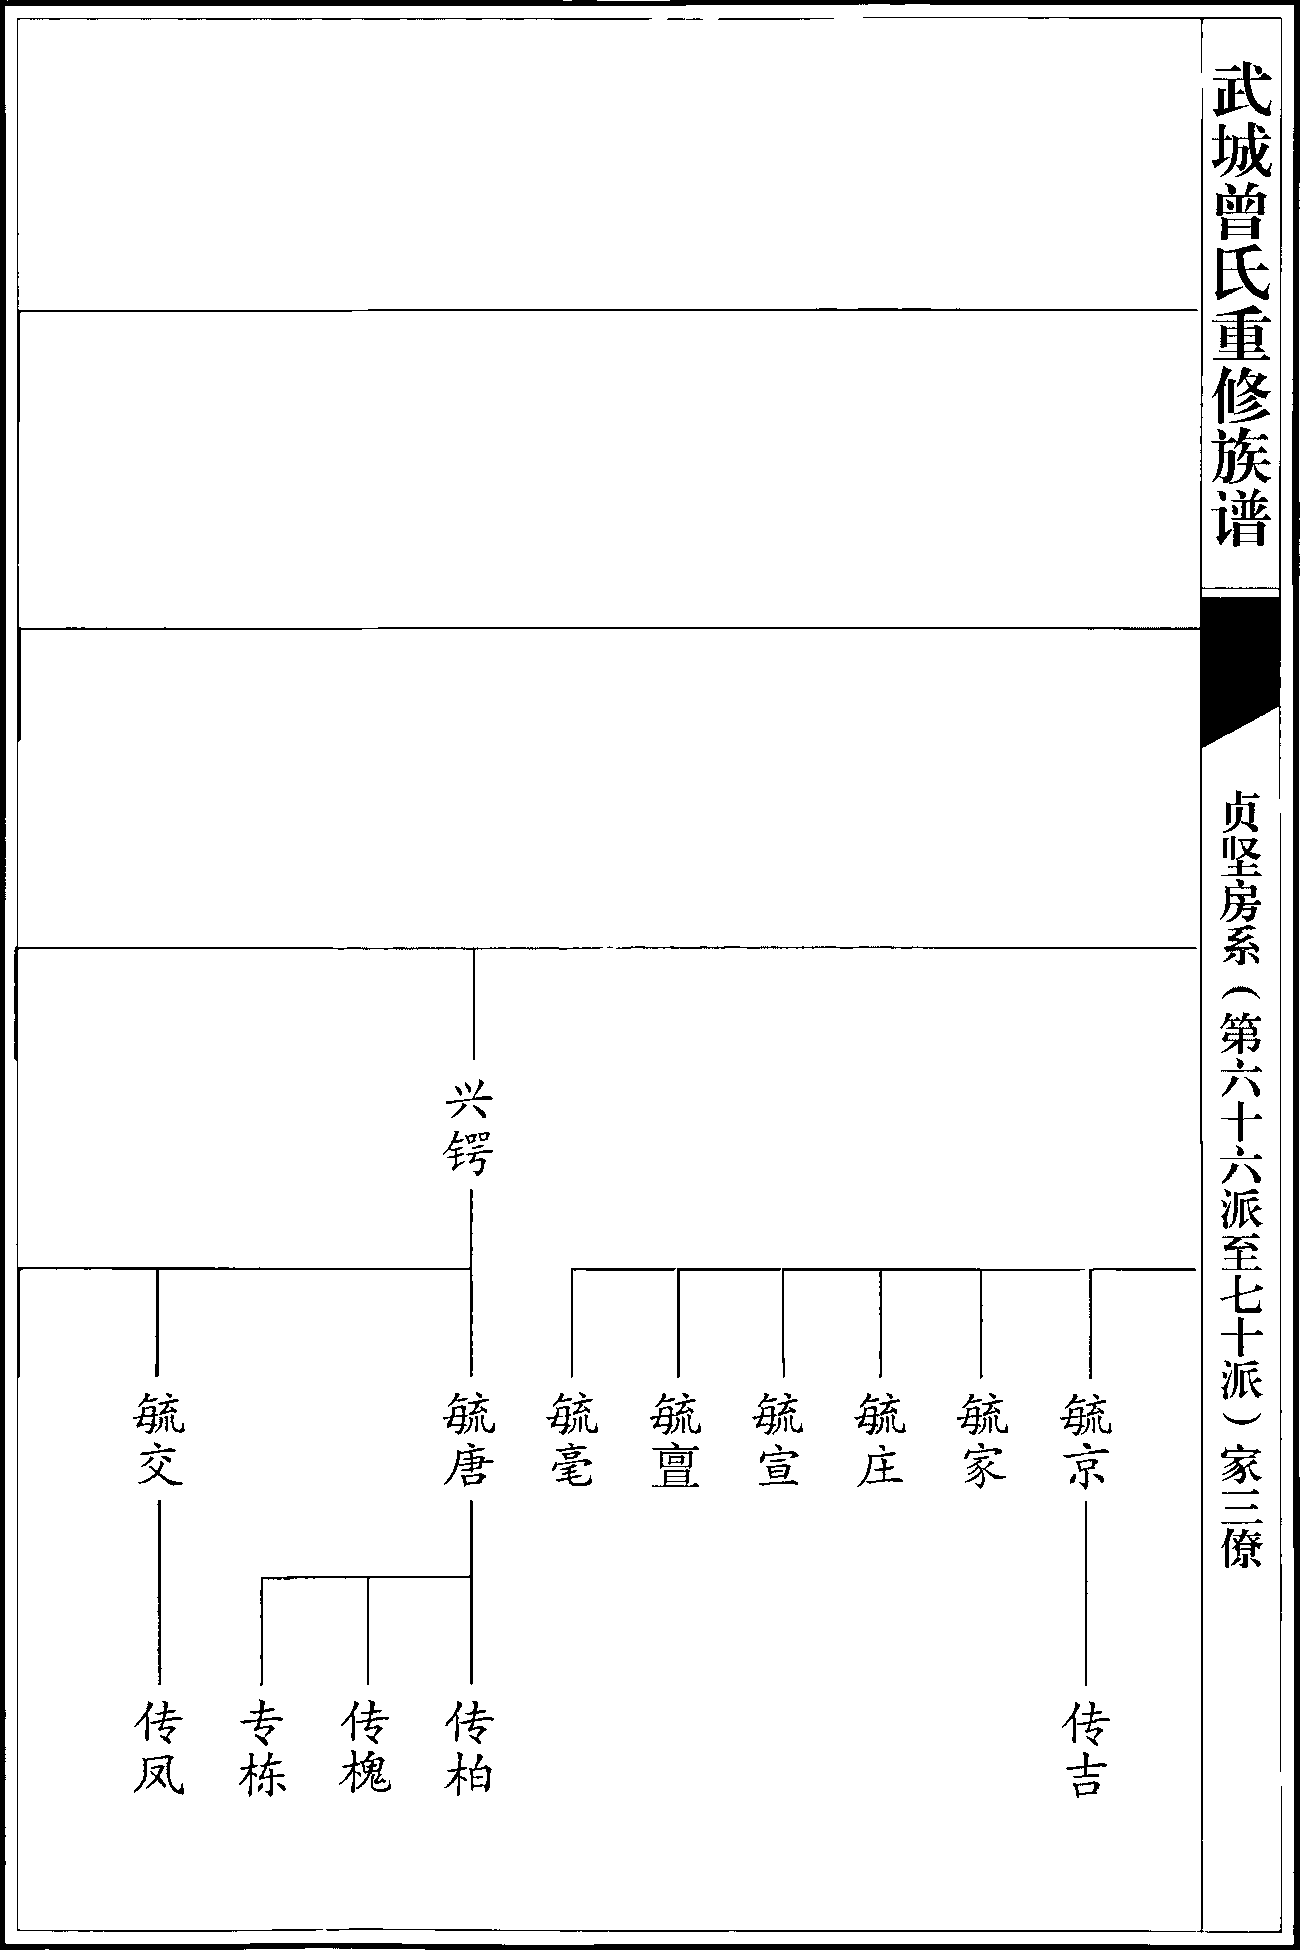 武城曾氏重修族谱
贞坚房系（第六十六派至七十派）家三僚
兴锷
毓京
毓家
毓庄
毓宣
毓亶
毓毫
毓唐
毓交
传吉
传柏
传槐
专栋
传凤